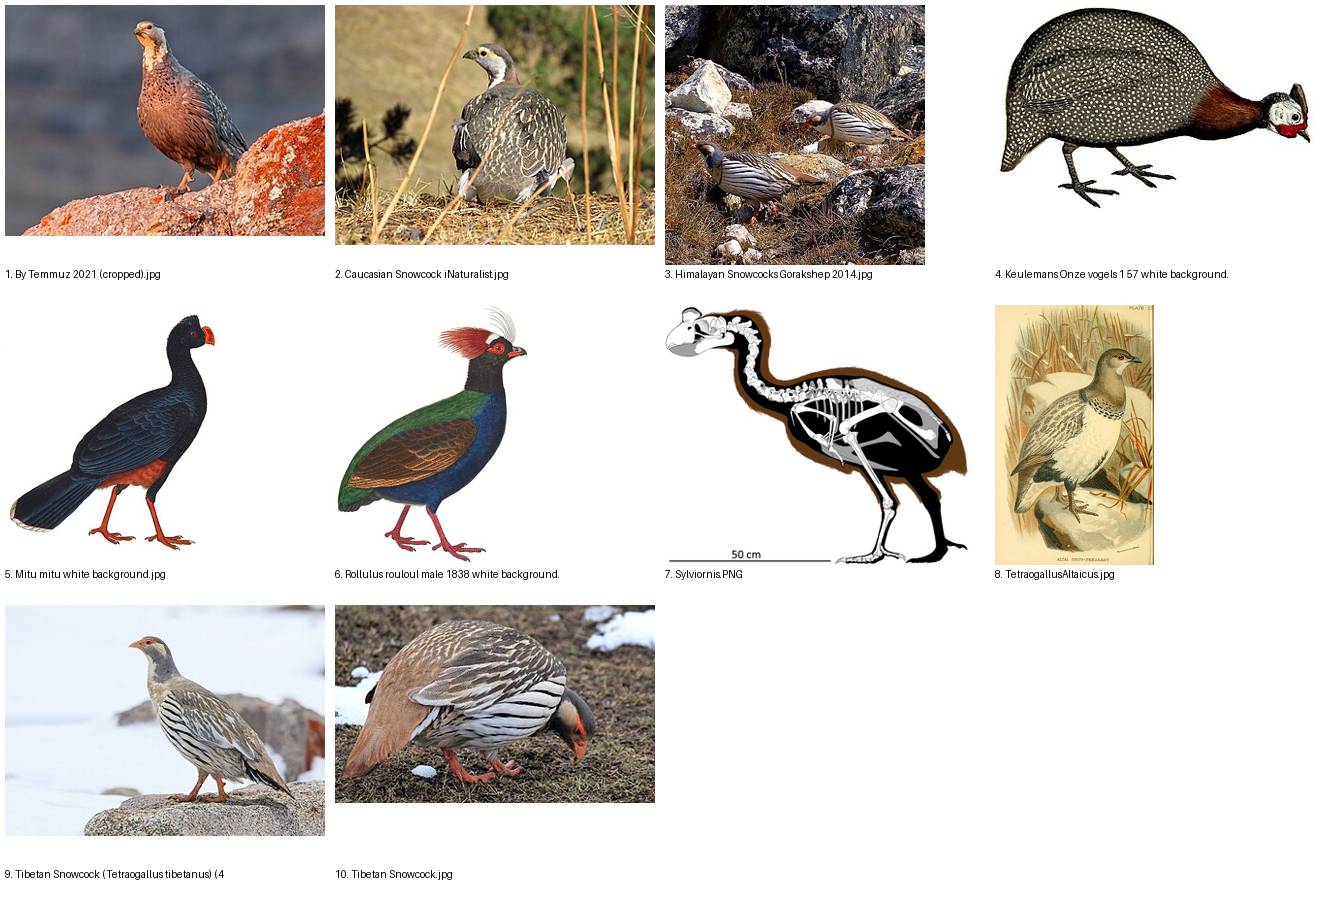 1. By Temmuz 2021 (cropped).jpg
2. Caucasian Snowcock iNaturalist.jpg
3. Himalayan Snowcocks Gorakshep 2014.jpg
4. Keulemans Onze vogels 1 57 white background.
PLATE
5. Mitu mitu white background.jpg
6. Rollulus rouloul male 1838 white background.
50 cm
7. Sylviornis.PNG
8. TetraogallusAltaicus.jpg
9. Tibetan Snowcock (Tetraogallus tibetanus) (4
10. Tibetan Snowcock.jpg